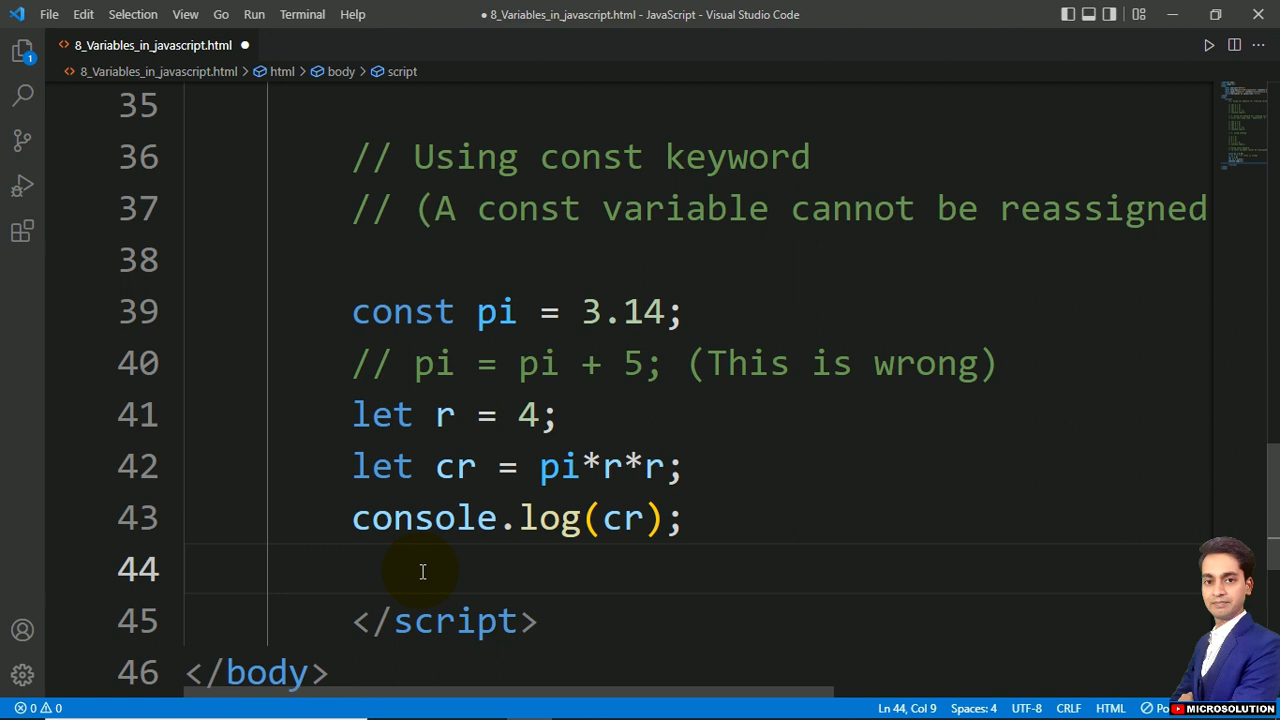 File Edit Selection View Go Run Terminal Help ● 8_Variables_in_javascript.html - JavaScript - Visual Studio Code
8_Variables_in_javascript.html ●
8_Variables_in_javascript.html > html > body > script
1
35
36 // Using const keyword
37 // (A const variable cannot be reassigned
38
39 const pi = 3.14;
40 // pi = pi + 5; (This is wrong)
41 let r = 4;
42 let cr = pi*r*r;
43 console.log(cr);
44
45 </script>
46 </body>
0 0 Ln 44, Col 9 Spaces: 4 UTF-8 CRLF HTML Po
MICROSOLUTION